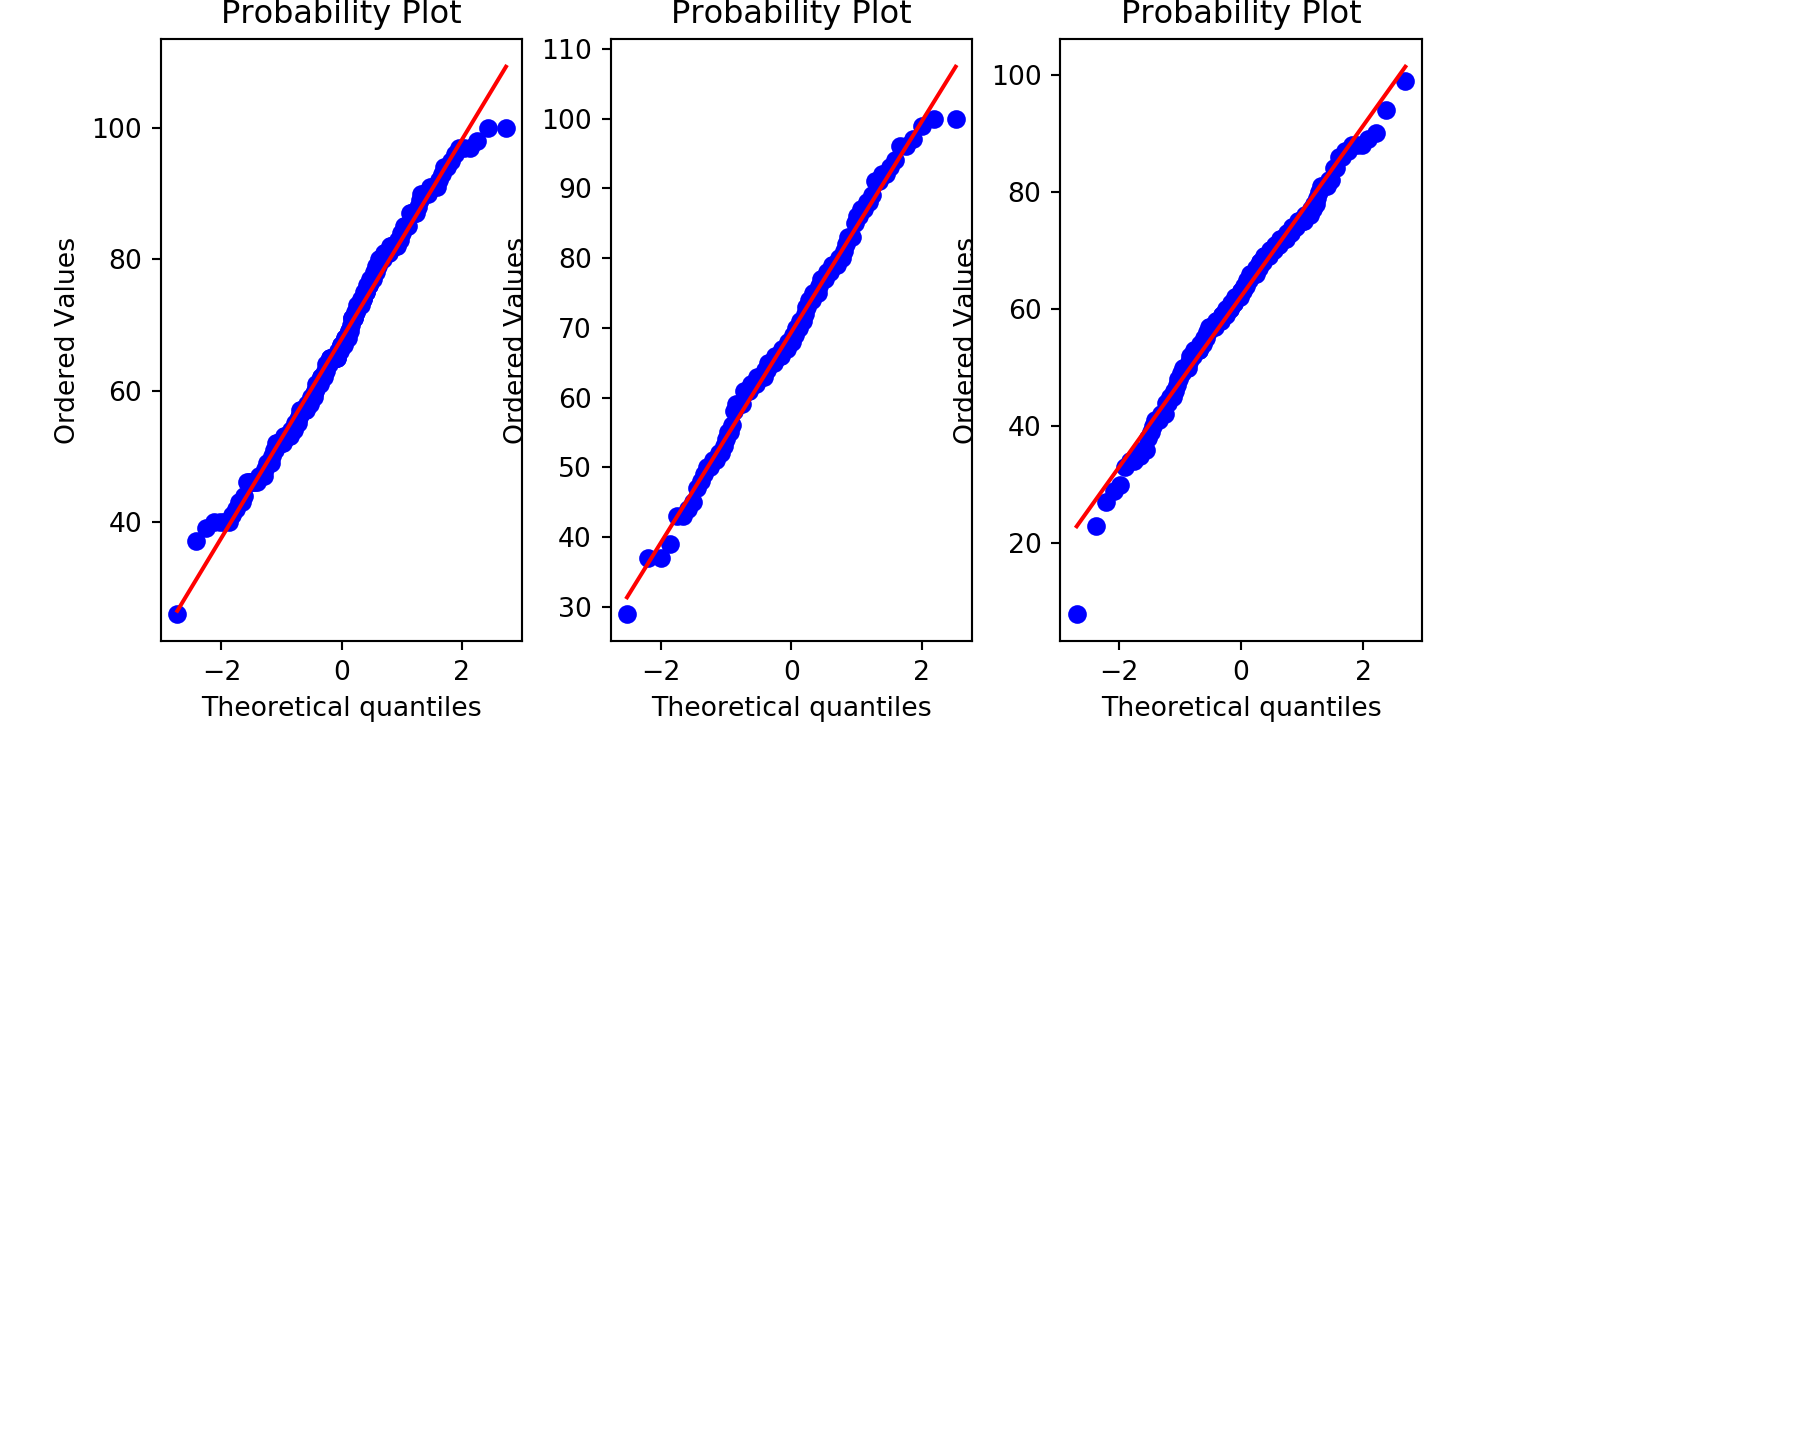 Probability Plot
Ordered Values
100
80
60
40
−2 0 2
Theoretical quantiles
Probability Plot
Ordered Values
110
100
90
80
70
60
50
40
30
−2 0 2
Theoretical quantiles
Probability Plot
Ordered Values
100
80
60
40
20
−2 0 2
Theoretical quantiles